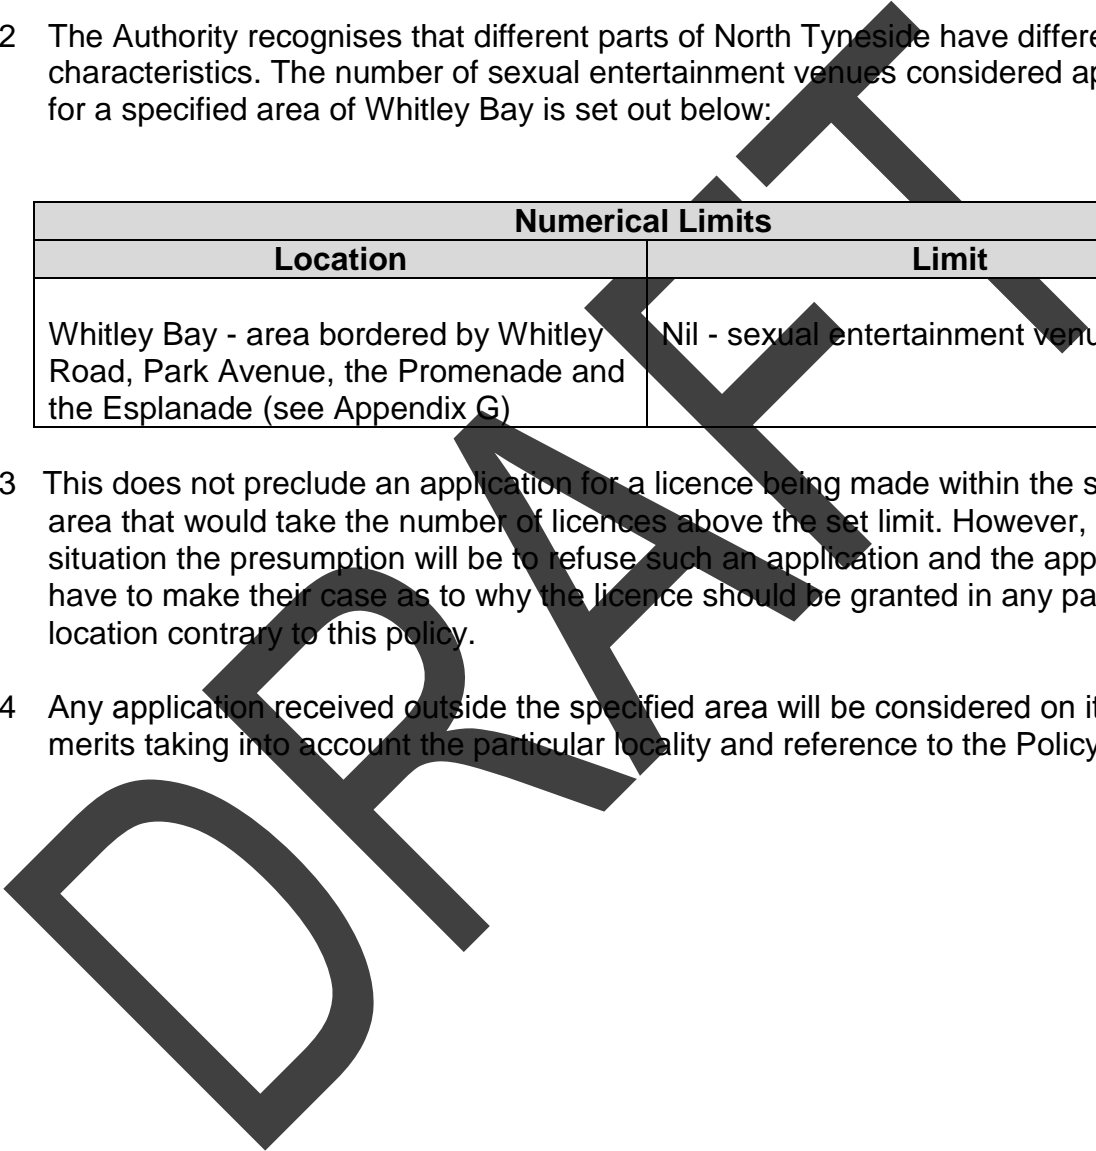 2 The Authority recognises that different parts of North Tyneside have differe
characteristics. The number of sexual entertainment venues considered ap
for a specified area of Whitley Bay is set out below:
Numerical Limits
Location Limit
Whitley Bay - area bordered by Whitley
Road, Park Avenue, the Promenade and
the Esplanade (see Appendix G)
Nil - sexual entertainment venu
3 This does not preclude an application for a licence being made within the s
area that would take the number of licences above the set limit. However,
situation the presumption will be to refuse such an application and the app
have to make their case as to why the licence should be granted in any pa
location contrary to this policy.
4 Any application received outside the specified area will be considered on it
merits taking into account the particular locality and reference to the Policy
DRAFT